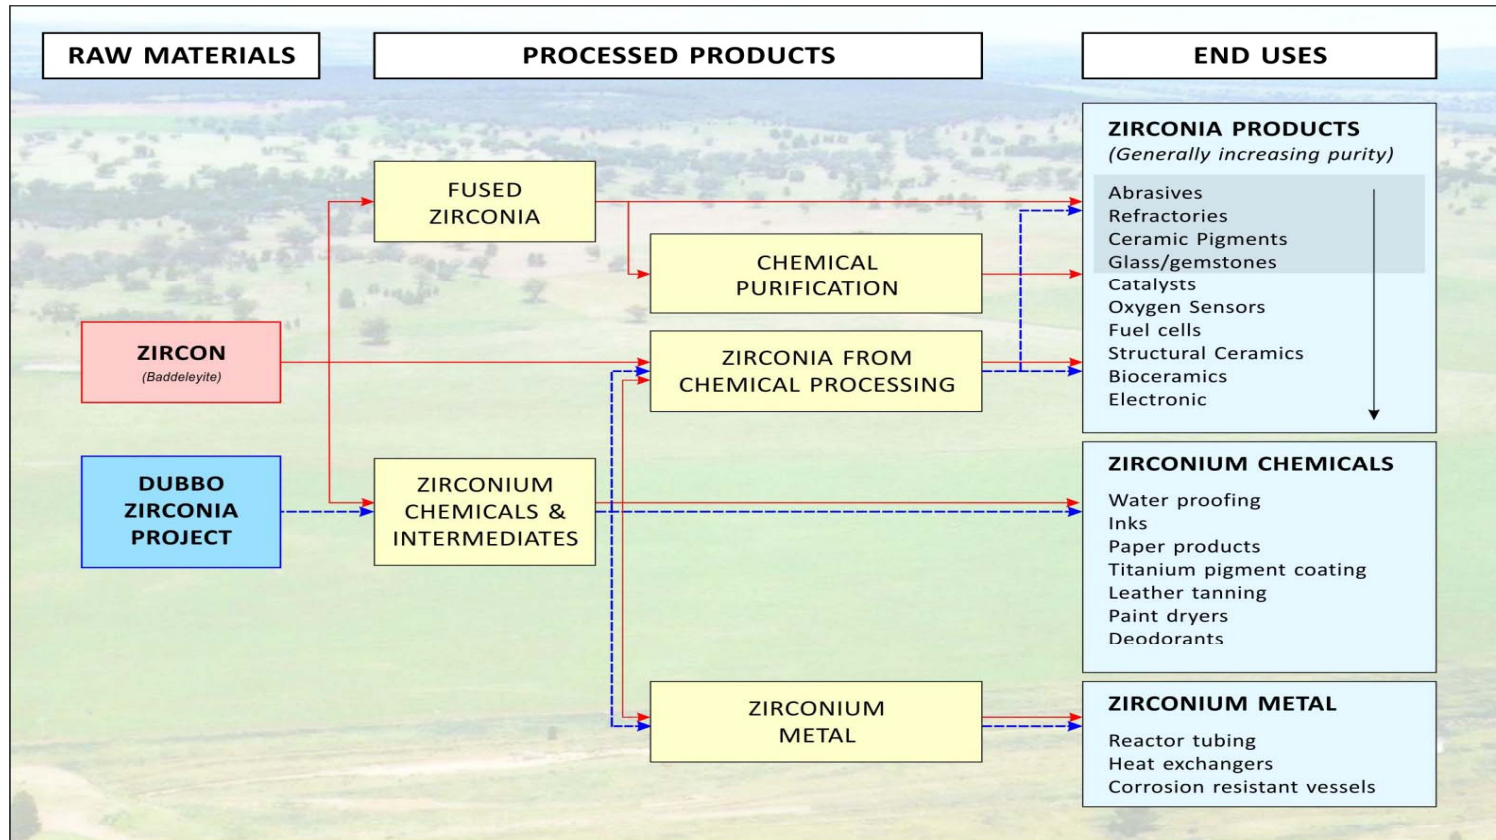 RAW MATERIALS
PROCESSED PRODUCTS
END USES
FUSED
ZIRCONIA
CHEMICAL
PURIFICATION
ZIRCON
(Baddeleyite)
ZIRCONIA FROM
CHEMICAL PROCESSING
DUBBO
ZIRCONIA
PROJECT
ZIRCONIUM
CHEMICALS &
INTERMEDIATES
ZIRCONIUM
METAL
ZIRCONIA PRODUCTS
(Generally increasing purity)
Abrasives
Refractories
Ceramic Pigments
Glass/gemstones
Catalysts
Oxygen Sensors
Fuel cells
Structural Ceramics
Bioceramics
Electronic
ZIRCONIUM CHEMICALS
Water proofing
Inks
Paper products
Titanium pigment coating
Leather tanning
Paint dryers
Deodorants
ZIRCONIUM METAL
Reactor tubing
Heat exchangers
Corrosion resistant vessels